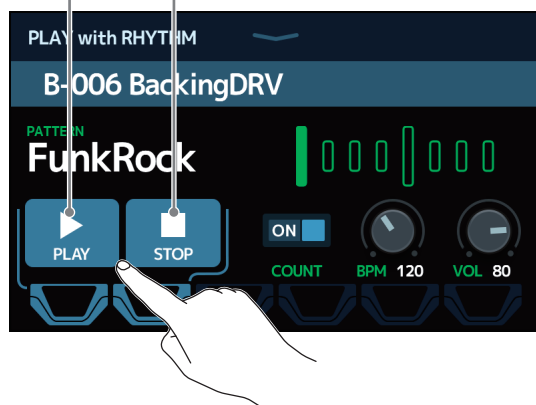 PLAY with RHYTHM
B-006 BackingDRV
PATTERN
FunkRock
PLAY
STOP
ON
COUNT
BPM 120
VOL 80